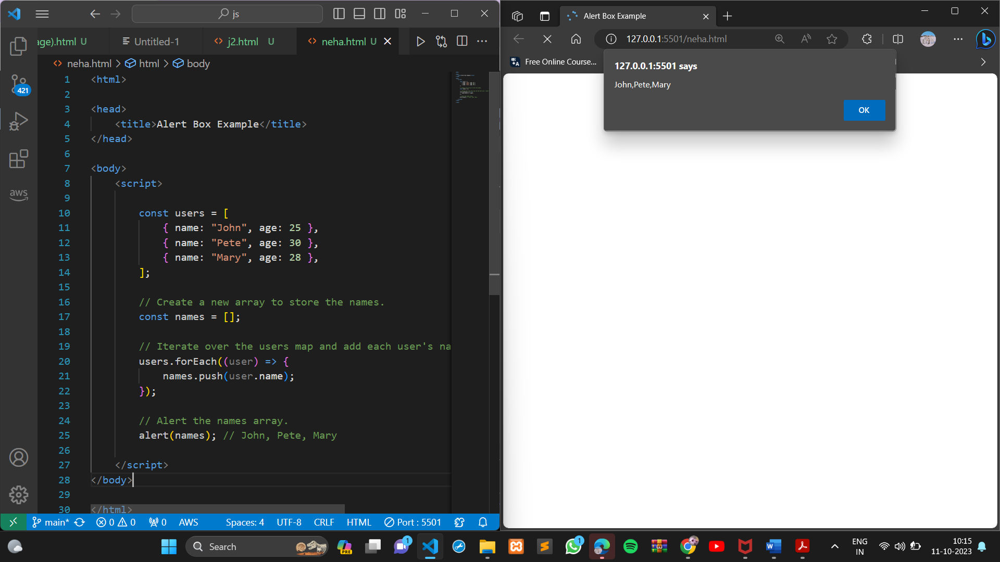 js
age).html U
Untitled-1
j2.html U
neha.html U
neha.html > html > body
1 <html>
2
3 <head>
4 <title>Alert Box Example</title>
5 </head>
6
7 <body>
8 <script>
9
10 const users = [
11 { name: "John", age: 25 },
12 { name: "Pete", age: 30 },
13 { name: "Mary", age: 28 },
14 ];
15
16 // Create a new array to store the names.
17 const names = [];
18
19 // Iterate over the users map and add each user's na
20 users.forEach((user) => {
21 names.push(user.name);
22 });
23
24 // Alert the names array.
25 alert(names); // John, Pete, Mary
26
27 </script>
28 </body>
29
30 </html>
421
aws
main* 0 0 0 AWS Spaces: 4 UTF-8 CRLF HTML Port : 5501
Alert Box Example
127.0.0.1:5501/neha.html
Free Online Course...
127.0.0.1:5501 says
John,Pete,Mary
OK
Search
PRE
1
1
ENG
IN
10:15
11-10-2023